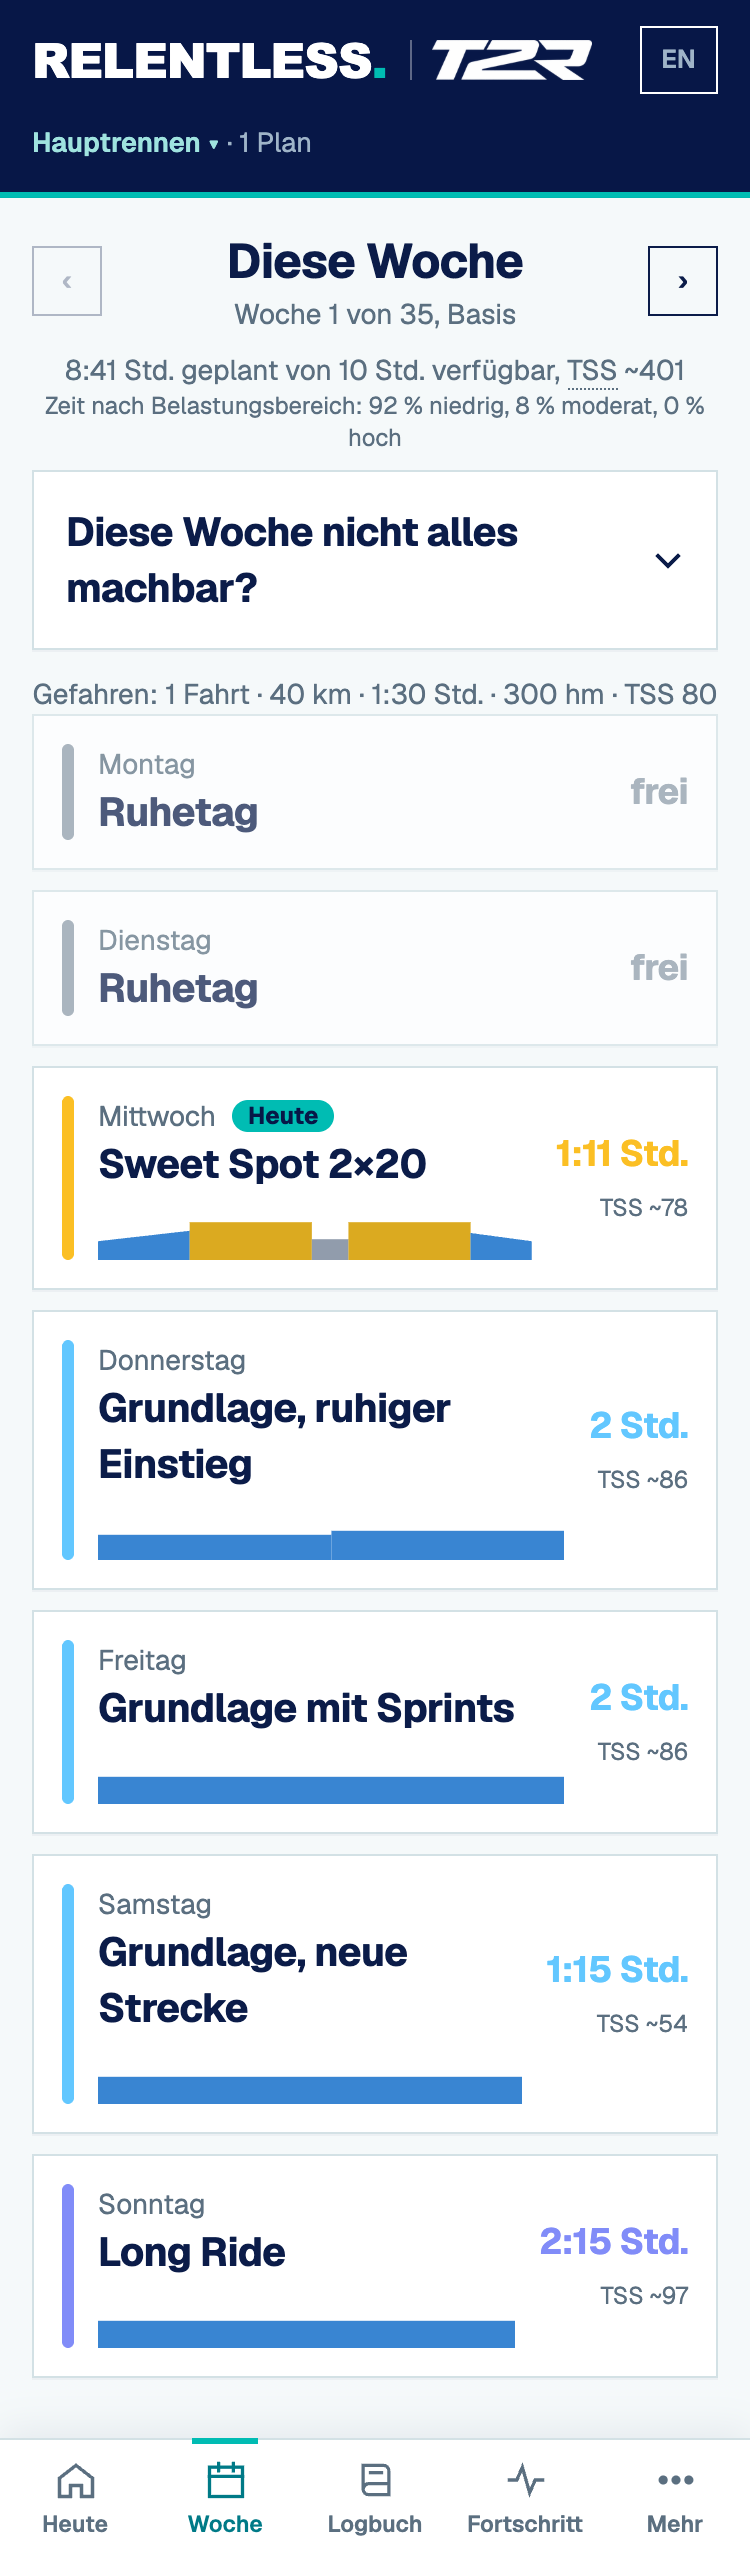 RELENTLESS. T2R EN
Hauptrennen ▾ · 1 Plan
‹ Diese Woche ›
Woche 1 von 35, Basis
8:41 Std. geplant von 10 Std. verfügbar, TSS ~401
Zeit nach Belastungsbereich: 92 % niedrig, 8 % moderat, 0 %
hoch
Diese Woche nicht alles
machbar?
Gefahren: 1 Fahrt · 40 km · 1:30 Std. · 300 hm · TSS 80
Montag
Ruhetag
frei
Dienstag
Ruhetag
frei
Mittwoch Heute
Sweet Spot 2×20
1:11 Std.
TSS ~78
Donnerstag
Grundlage, ruhiger
Einstieg
2 Std.
TSS ~86
Freitag
Grundlage mit Sprints
2 Std.
TSS ~86
Samstag
Grundlage, neue
Strecke
1:15 Std.
TSS ~54
Sonntag
Long Ride
2:15 Std.
TSS ~97
Heute Woche Logbuch Fortschritt Mehr